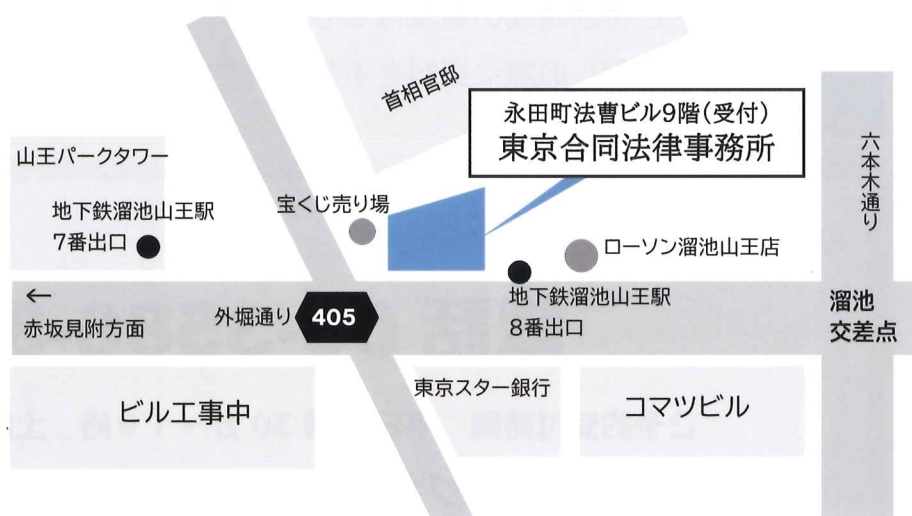 首相官邸
永田町法曹ビル9階(受付)
東京合同法律事務所
山王パークタワー
地下鉄溜池山王駅
7番出口
宝くじ売り場
ローソン溜池山王店
六本木通り
←
赤坂見附方面
外堀通り 405
地下鉄溜池山王駅
8番出口
溜池
交差点
ビル工事中
東京スター銀行
コマツビル